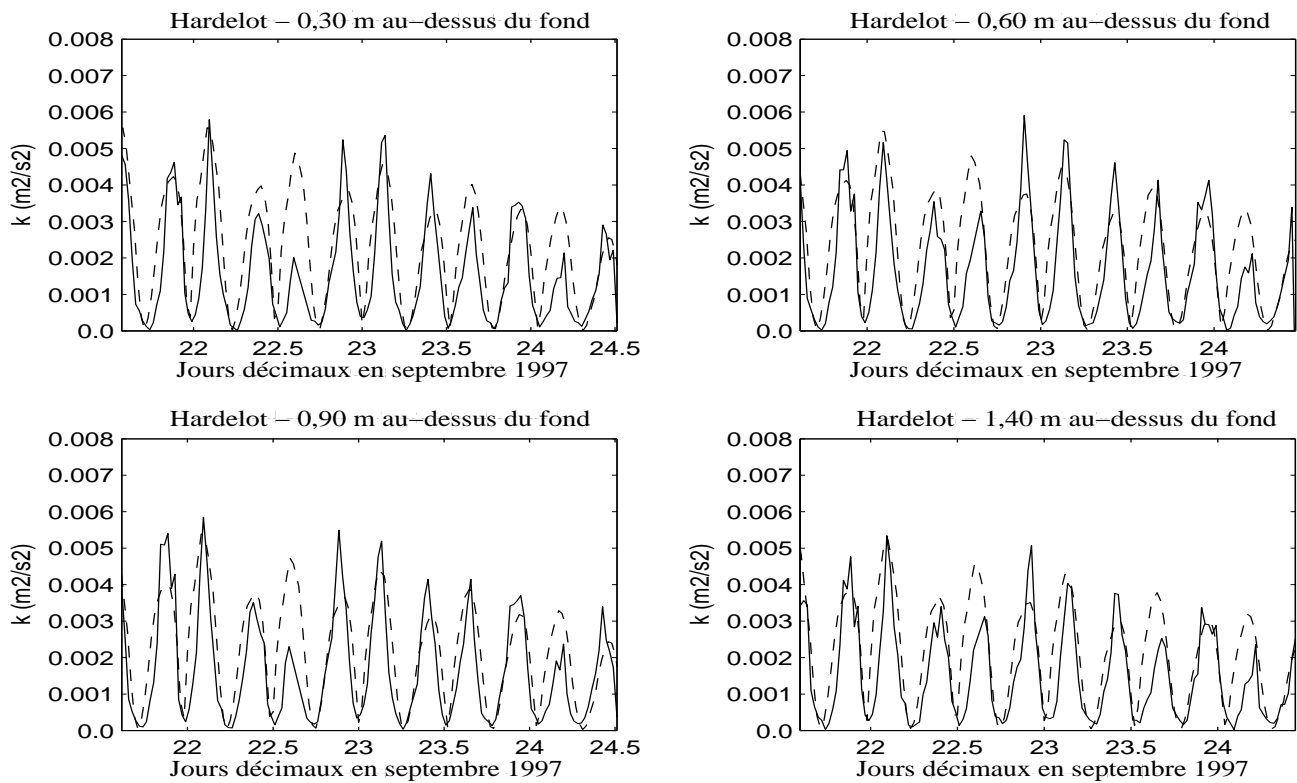 Hardelot – 0,30 m au–dessus du fond
0.008
0.007
0.006
0.005
0.004
0.003
0.002
0.001
0.0
k (m2/s2)
22 22.5 23 23.5 24 24.5
Jours décimaux en septembre 1997
Hardelot – 0,60 m au–dessus du fond
0.008
0.007
0.006
0.005
0.004
0.003
0.002
0.001
0.0
k (m2/s2)
22 22.5 23 23.5 24
Jours décimaux en septembre 1997
Hardelot – 0,90 m au–dessus du fond
0.008
0.007
0.006
0.005
0.004
0.003
0.002
0.001
0.0
k (m2/s2)
22 22.5 23 23.5 24 24.5
Jours décimaux en septembre 1997
Hardelot – 1,40 m au–dessus du fond
0.008
0.007
0.006
0.005
0.004
0.003
0.002
0.001
0.0
k (m2/s2)
22 22.5 23 23.5 24
Jours décimaux en septembre 1997